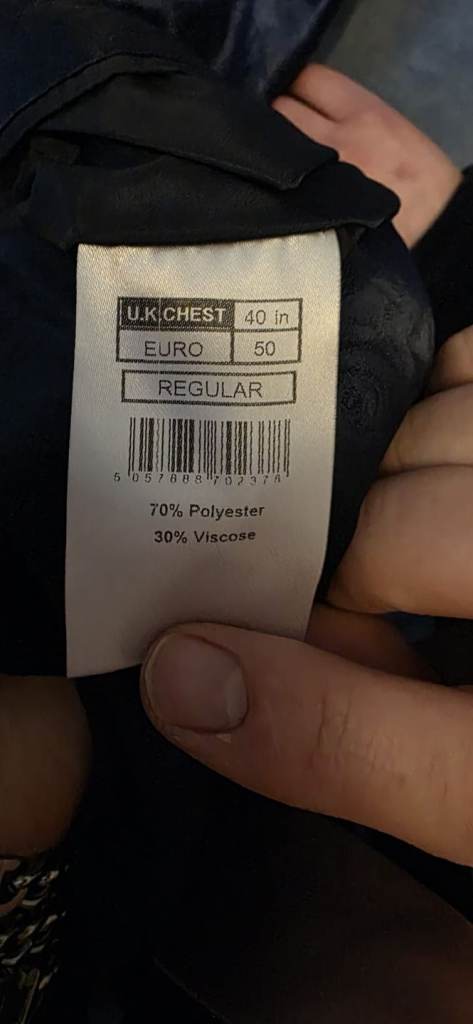 U.K.CHEST 40 in
EURO 50
REGULAR
5 057888 702376
70% Polyester
30% Viscose